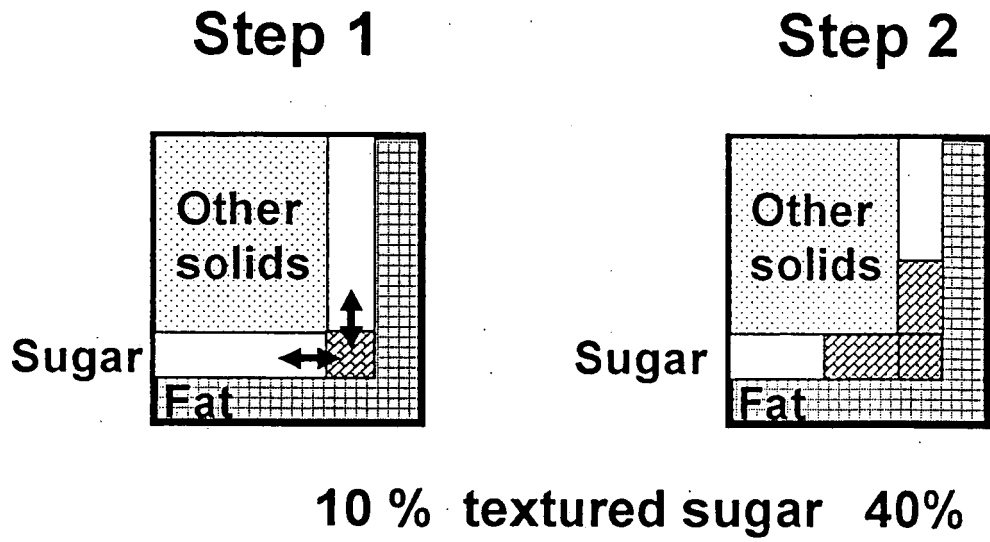 Step 1 Step 2
Other
solids
Other
solids
Sugar
Sugar
Fat
Fat
10 % textured sugar 40%